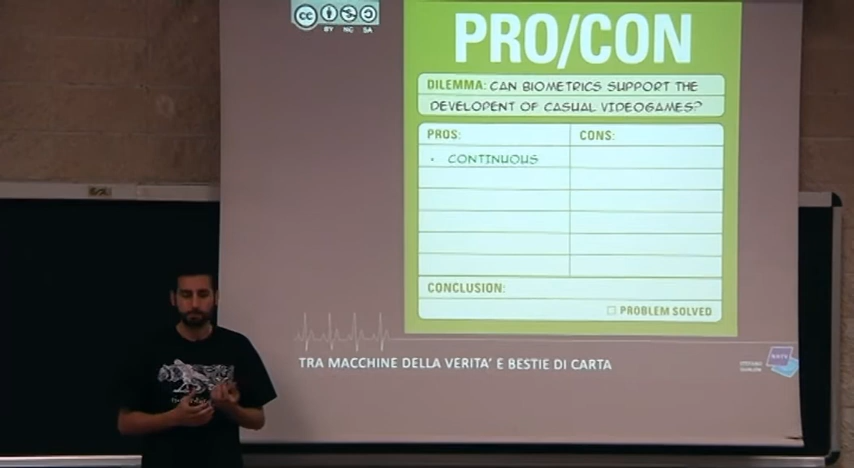 cc
BY NC SA
PRO/CON
DILEMMA: CAN BIOMETRICS SUPPORT THE
DEVELOPENT OF CASUAL VIDEOGAMES?
PROS:
CONS:
· CONTINUOUS
CONCLUSION:
□ PROBLEM SOLVED
TRA MACCHINE DELLA VERITA' E BESTIE DI CARTA